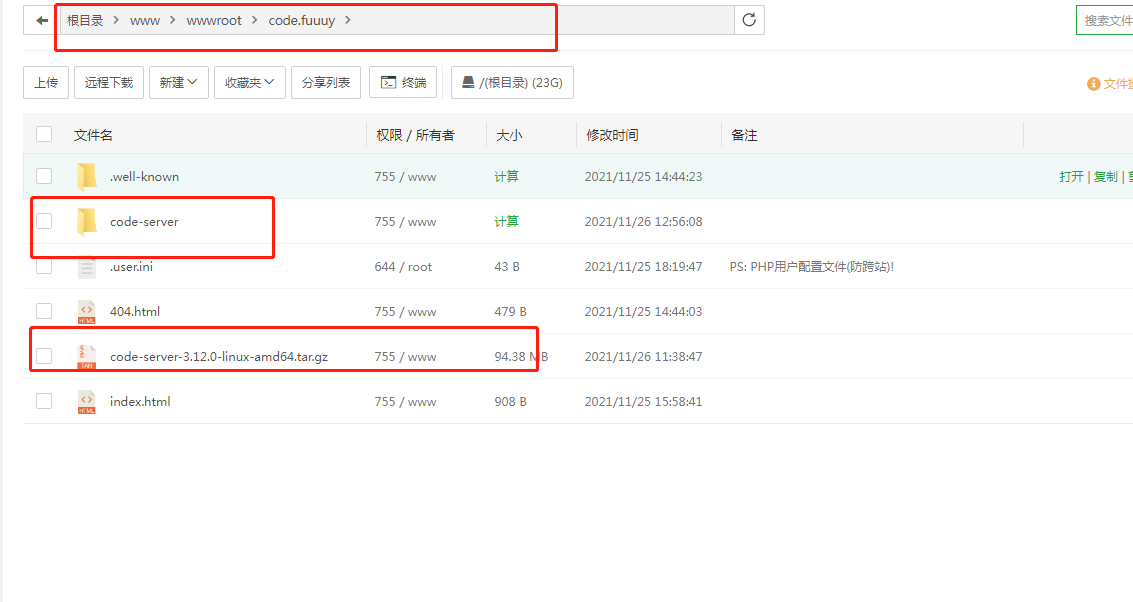 根目录 > www > wwwroot > code.fuuuy > 搜索文件
上传 远程下载 新建 收藏夹 分享列表 终端 /(根目录) (23G) 文件
文件名 权限 / 所有者 大小 修改时间 备注
.well-known 755 / www 计算 2021/11/25 14:44:23 打开 | 复制 |
code-server 755 / www 计算 2021/11/26 12:56:08
.user.ini 644 / root 43 B 2021/11/25 18:19:47 PS: PHP用户配置文件(防跨站)!
404.html 755 / www 479 B 2021/11/25 14:44:03
code-server-3.12.0-linux-amd64.tar.gz 755 / www 94.38 MB 2021/11/26 11:38:47
index.html 755 / www 908 B 2021/11/25 15:58:41